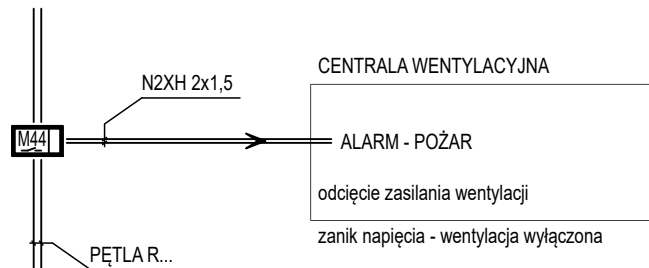 CENTRALA WENTYLACYJNA
N2XH 2x1,5
M44
ALARM - POŻAR
odcięcie zasilania wentylacji
zanik napięcia - wentylacja wyłączona
PĘTLA R...